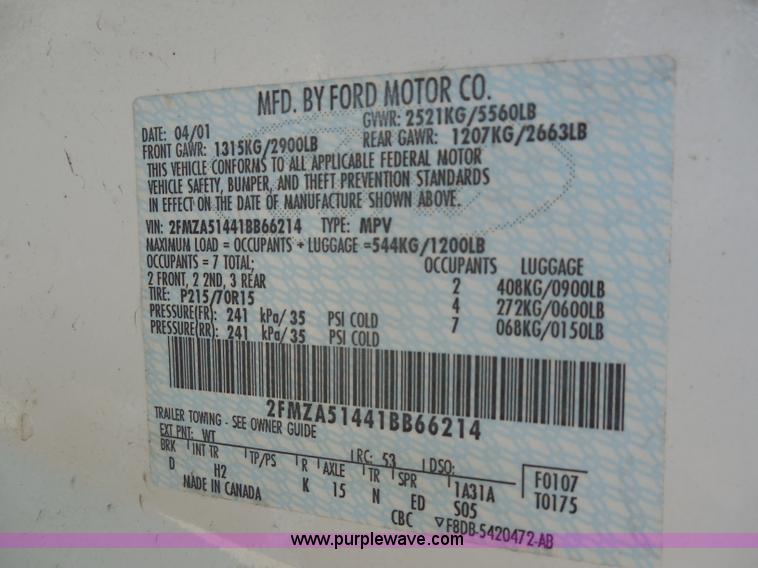 MFD. BY FORD MOTOR CO.
DATE: 04/01 GVWR: 2521KG/5560LB
FRONT GAWR: 1315KG/2900LB REAR GAWR: 1207KG/2663LB
THIS VEHICLE CONFORMS TO ALL APPLICABLE FEDERAL MOTOR
VEHICLE SAFETY, BUMPER, AND THEFT PREVENTION STANDARDS
IN EFFECT ON THE DATE OF MANUFACTURE SHOWN ABOVE.
VIN: 2FMZA51441BB66214 TYPE: MPV
MAXIMUM LOAD = OCCUPANTS + LUGGAGE =544KG/1200LB
OCCUPANTS = 7 TOTAL; OCCUPANTS LUGGAGE
2 FRONT, 2 2ND, 3 REAR 2 408KG/0900LB
TIRE: P215/70R15 4 272KG/0600LB
PRESSURE(FR): 241 kPa/35 PSI COLD 7 068KG/0150LB
PRESSURE(RR): 241 kPa/35 PSI COLD
2FMZA51441BB66214
TRAILER TOWING - SEE OWNER GUIDE
EXT PNT: WT RC: 53 DSO: F0107
BRK INT TR TP/PS R AXLE TR SPR 1A31A T0175
D H2 K 15 N ED S05
MADE IN CANADA CBC ▽F8DB-5420472-AB
www.purplewave.com